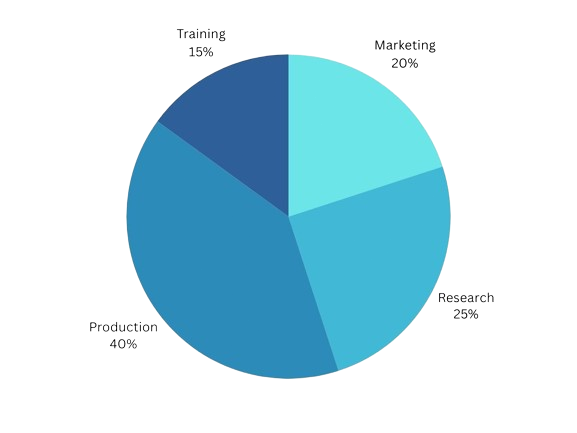 Training
15%
Marketing
20%
Research
25%
Production
40%